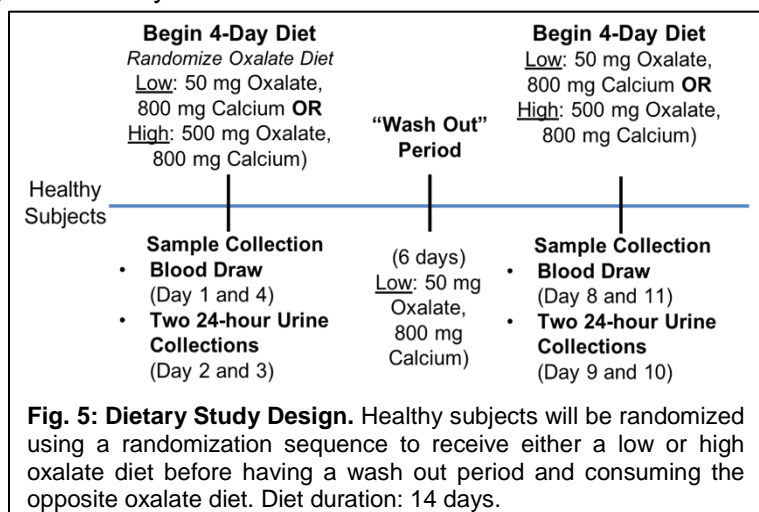 Begin 4-Day Diet
Randomize Oxalate Diet
Low: 50 mg Oxalate,
800 mg Calcium OR
High: 500 mg Oxalate,
800 mg Calcium)
"Wash Out"
Period
Begin 4-Day Diet
Low: 50 mg Oxalate,
800 mg Calcium OR
High: 500 mg Oxalate,
800 mg Calcium)
Healthy
Subjects
Sample Collection
• Blood Draw
(Day 1 and 4)
• Two 24-hour Urine
Collections
(Day 2 and 3)
(6 days)
Low: 50 mg
Oxalate,
800 mg
Calcium)
Sample Collection
• Blood Draw
(Day 8 and 11)
• Two 24-hour Urine
Collections
(Day 9 and 10)
Fig. 5: Dietary Study Design. Healthy subjects will be randomized
using a randomization sequence to receive either a low or high
oxalate diet before having a wash out period and consuming the
opposite oxalate diet. Diet duration: 14 days.